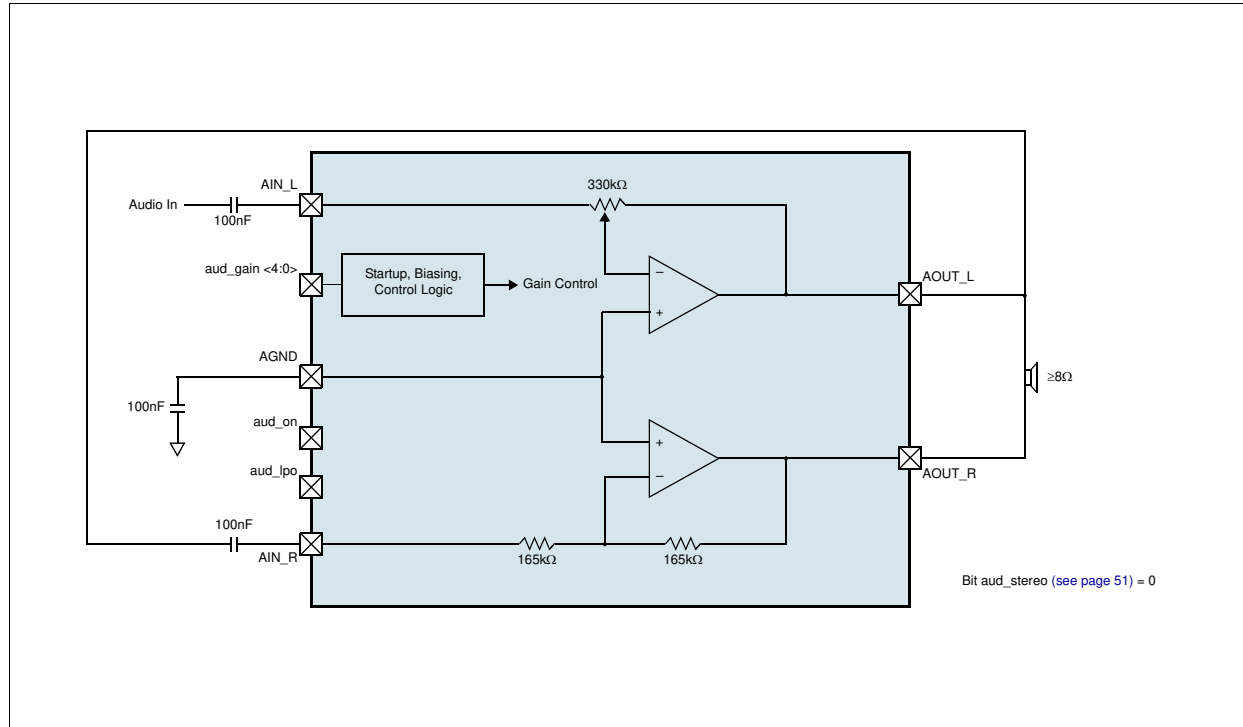 AIN_L
330kΩ
Audio In
100nF
aud_gain <4:0>
Startup, Biasing,
Control Logic
Gain Control
−
+
AOUT_L
AGND
≥8Ω
100nF
aud_on
+
−
aud_lpo
AOUT_R
100nF
AIN_R
165kΩ
165kΩ
Bit aud_stereo (see page 51) = 0